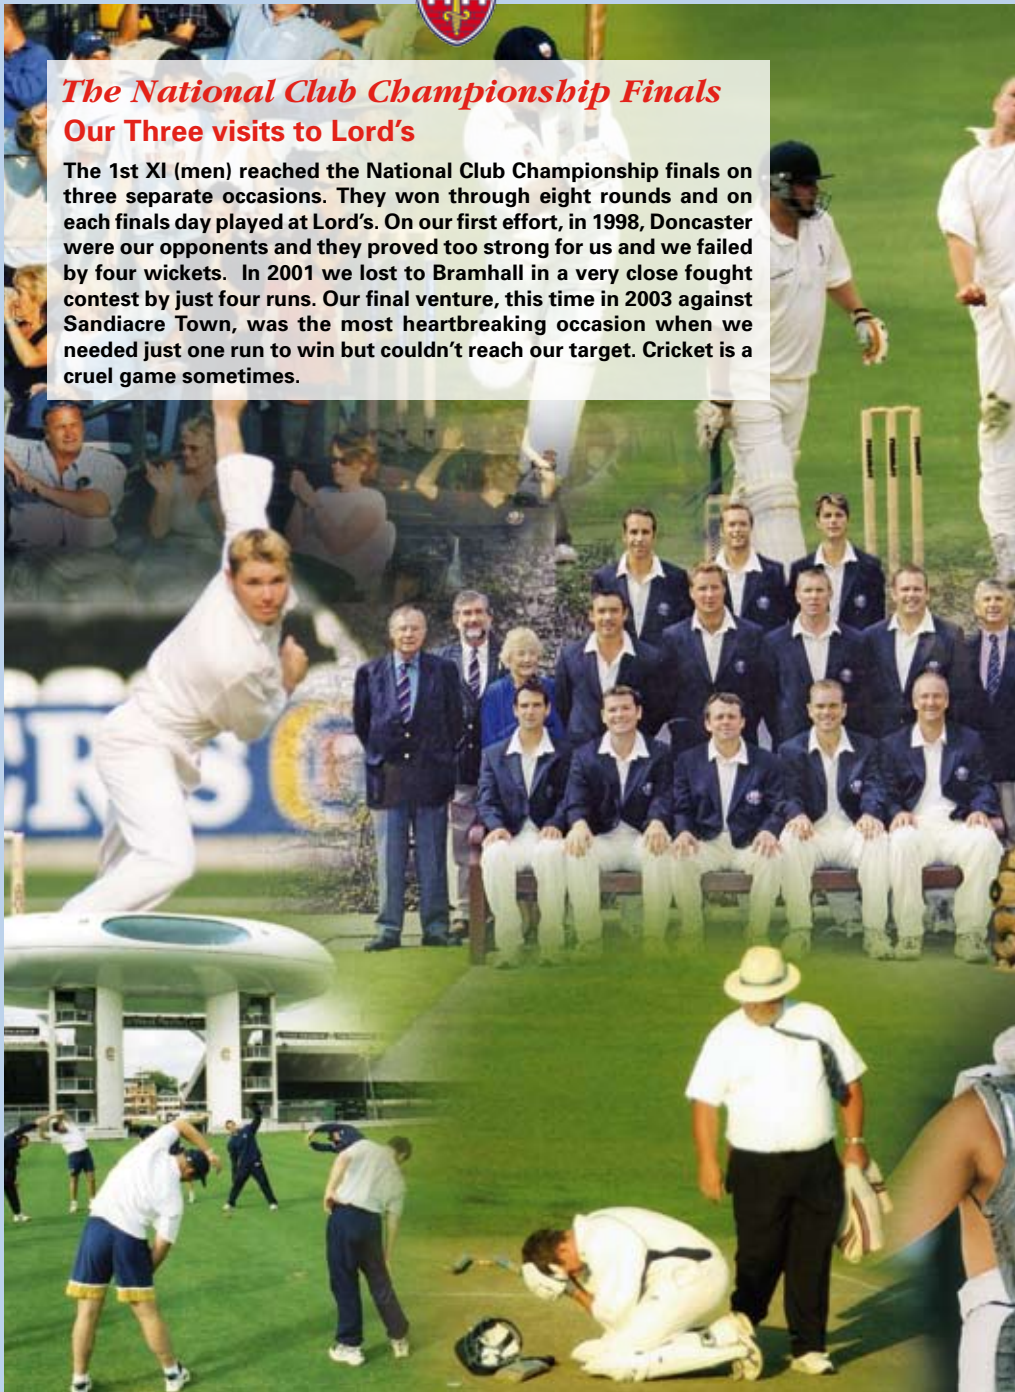 The National Club Championship Finals
Our Three visits to Lord's
The 1st XI (men) reached the National Club Championship finals on
three separate occasions. They won through eight rounds and on
each finals day played at Lord's. On our first effort, in 1998, Doncaster
were our opponents and they proved too strong for us and we failed
by four wickets.  In 2001 we lost to Bramhall in a very close fought
contest by just four runs. Our final venture, this time in 2003 against
Sandiacre Town, was the most heartbreaking occasion when we
needed just one run to win but couldn't reach our target. Cricket is a
cruel game sometimes.
ERS